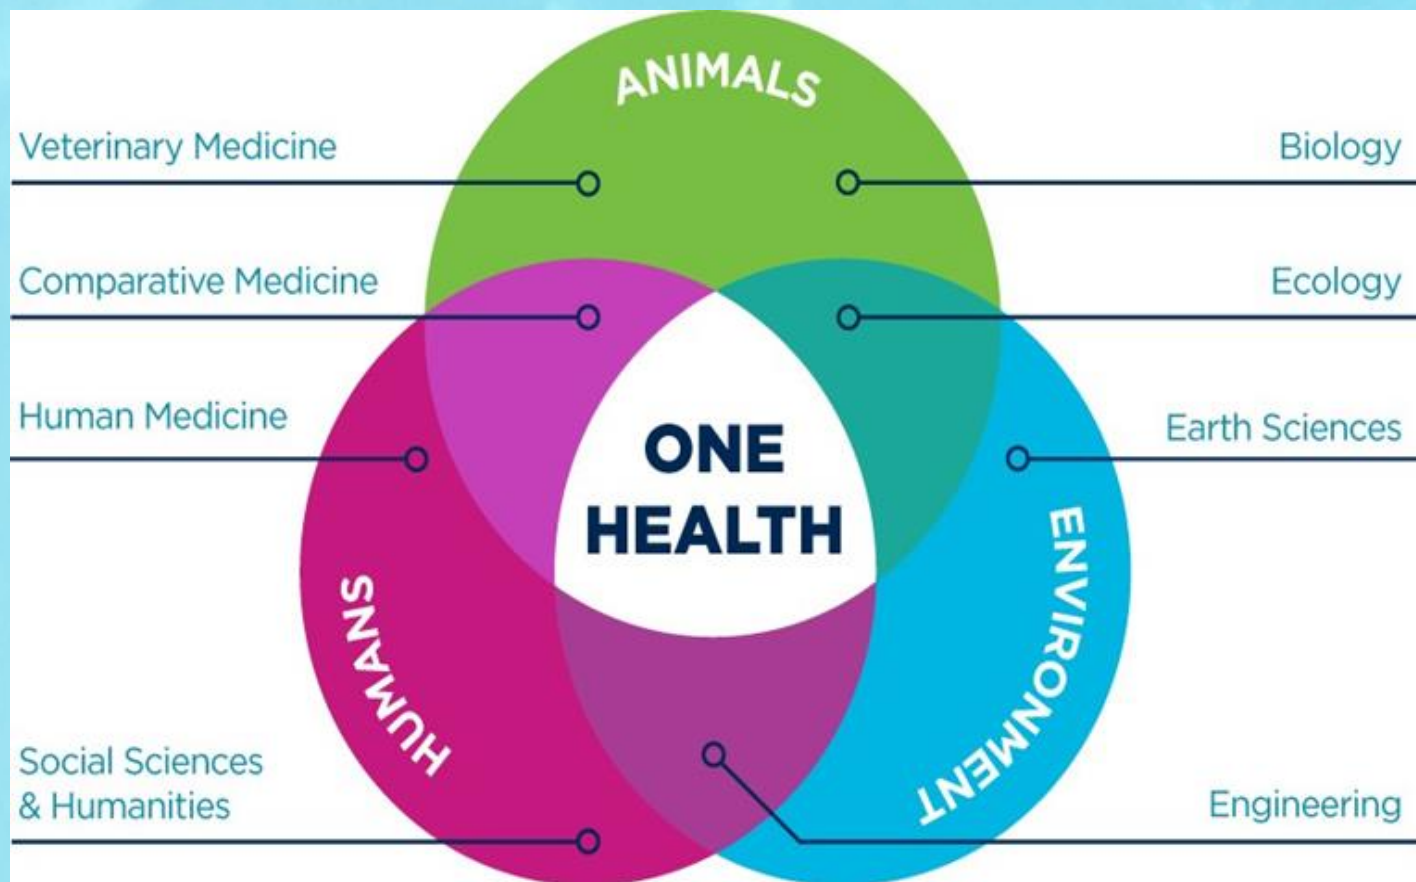 ANIMALS
Veterinary Medicine
Biology
Comparative Medicine
Ecology
Human Medicine
Earth Sciences
ONE
HEALTH
HUMANS
ENVIRONMENT
Social Sciences
& Humanities
Engineering